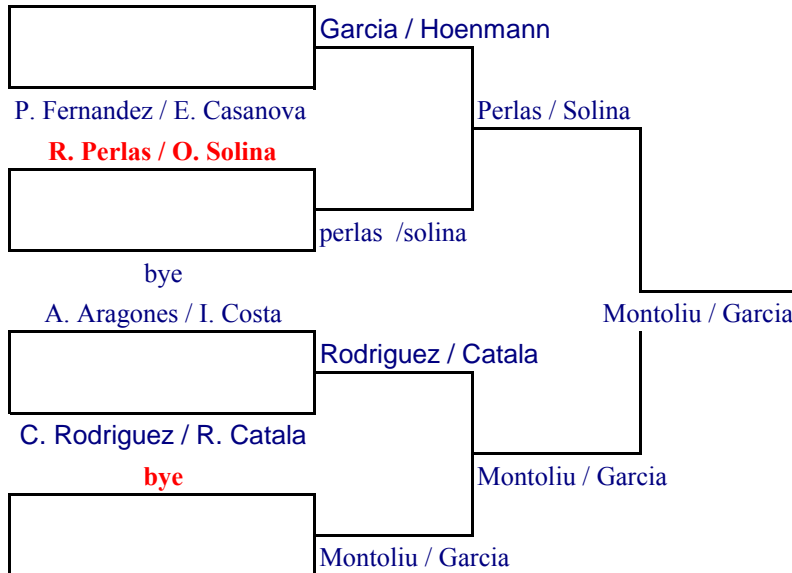 Garcia / Hoenmann
P. Fernandez / E. Casanova
Perlas / Solina
R. Perlas / O. Solina
perlas /solina
bye
A. Aragones / I. Costa
Montoliu / Garcia
Rodriguez / Catala
C. Rodriguez / R. Catala
bye
Montoliu / Garcia
Montoliu / Garcia